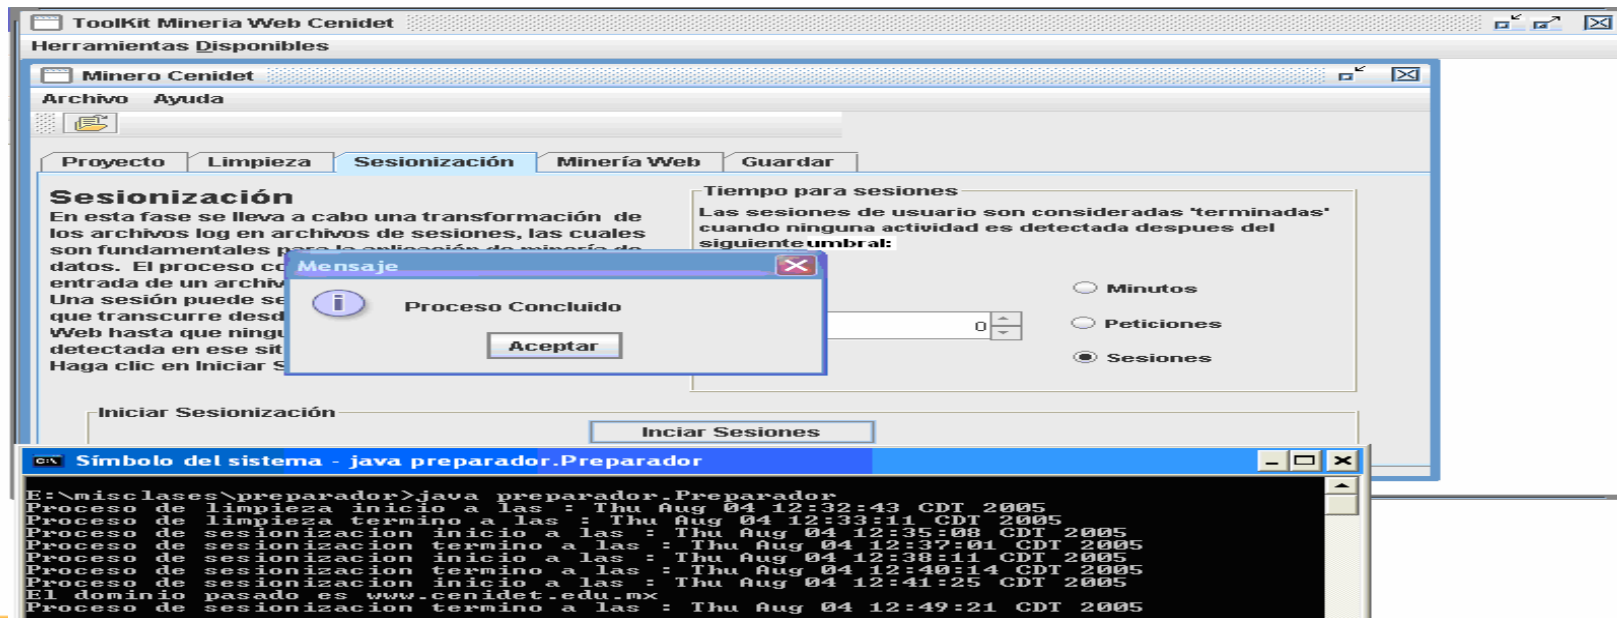 ToolKit Mineria Web Cenidet
Herramientas Disponibles
Minero Cenidet
Archivo Ayuda
Proyecto Limpieza Sesionización Minería Web Guardar
Sesionización
En esta fase se lleva a cabo una transformación de
los archivos log en archivos de sesiones, las cuales
son fundamentales para la aplicación de minería de
datos. El proceso co
entrada de un archiv
Una sesión puede se
que transcurre desd
Web hasta que ningu
detectada en ese sit
Haga clic en Iniciar S
Tiempo para sesiones
Las sesiones de usuario son consideradas 'terminadas'
cuando ninguna actividad es detectada despues del
siguiente umbral:
0
Minutos
Peticiones
Sesiones
Mensaje
Proceso Concluido
Aceptar
Iniciar Sesionización
Inciar Sesiones
C:\ Símbolo del sistema - java preparador.Preparador
E:\misclases\preparador>java preparador.Preparador
Proceso de limpieza inicio a las : Thu Aug 04 12:32:43 CDT 2005
Proceso de limpieza termino a las : Thu Aug 04 12:33:11 CDT 2005
Proceso de sesionizacion inicio a las : Thu Aug 04 12:35:08 CDT 2005
Proceso de sesionizacion termino a las : Thu Aug 04 12:37:01 CDT 2005
Proceso de sesionizacion inicio a las : Thu Aug 04 12:38:11 CDT 2005
Proceso de sesionizacion termino a las : Thu Aug 04 12:40:14 CDT 2005
Proceso de sesionizacion inicio a las : Thu Aug 04 12:41:25 CDT 2005
El dominio pasado es www.cenidet.edu.mx
Proceso de sesionizacion termino a las : Thu Aug 04 12:49:21 CDT 2005